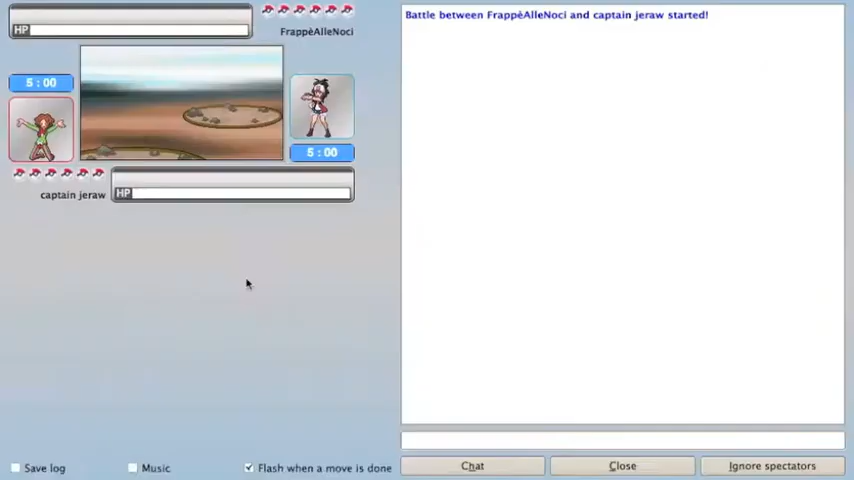 HP
FrappèAlleNoci
5 : 00
5 : 00
captain jeraw
HP
Battle between FrappèAlleNoci and captain jeraw started!
Save log
Music
Flash when a move is done
Chat
Close
Ignore spectators